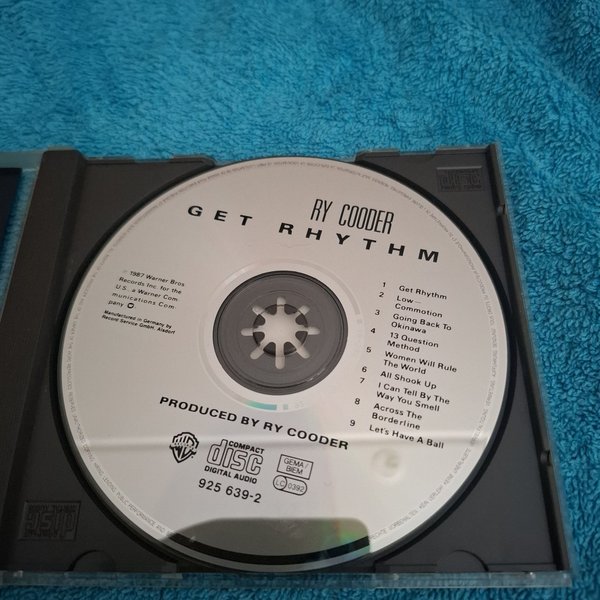 RY COODER
GET RHYTHM
℗ 1987 Warner Bros
Records Inc. for the
U.S. a Warner Com-
munications Com-
pany
Manufactured in Germany by
Record Service GmbH, Alsdorf
1 Get Rhythm
2 Low-
Commotion
3 Going Back To
Okinawa
4 13 Question
Method
5 Women Will Rule
The World
6 All Shook Up
7 I Can Tell By The
Way You Smell
8 Across The
Borderline
9 Let's Have A Ball
PRODUCED BY RY COODER
WB
COMPACT
disc
DIGITAL AUDIO
GEMA/
BIEM
LC 0392
925 639-2